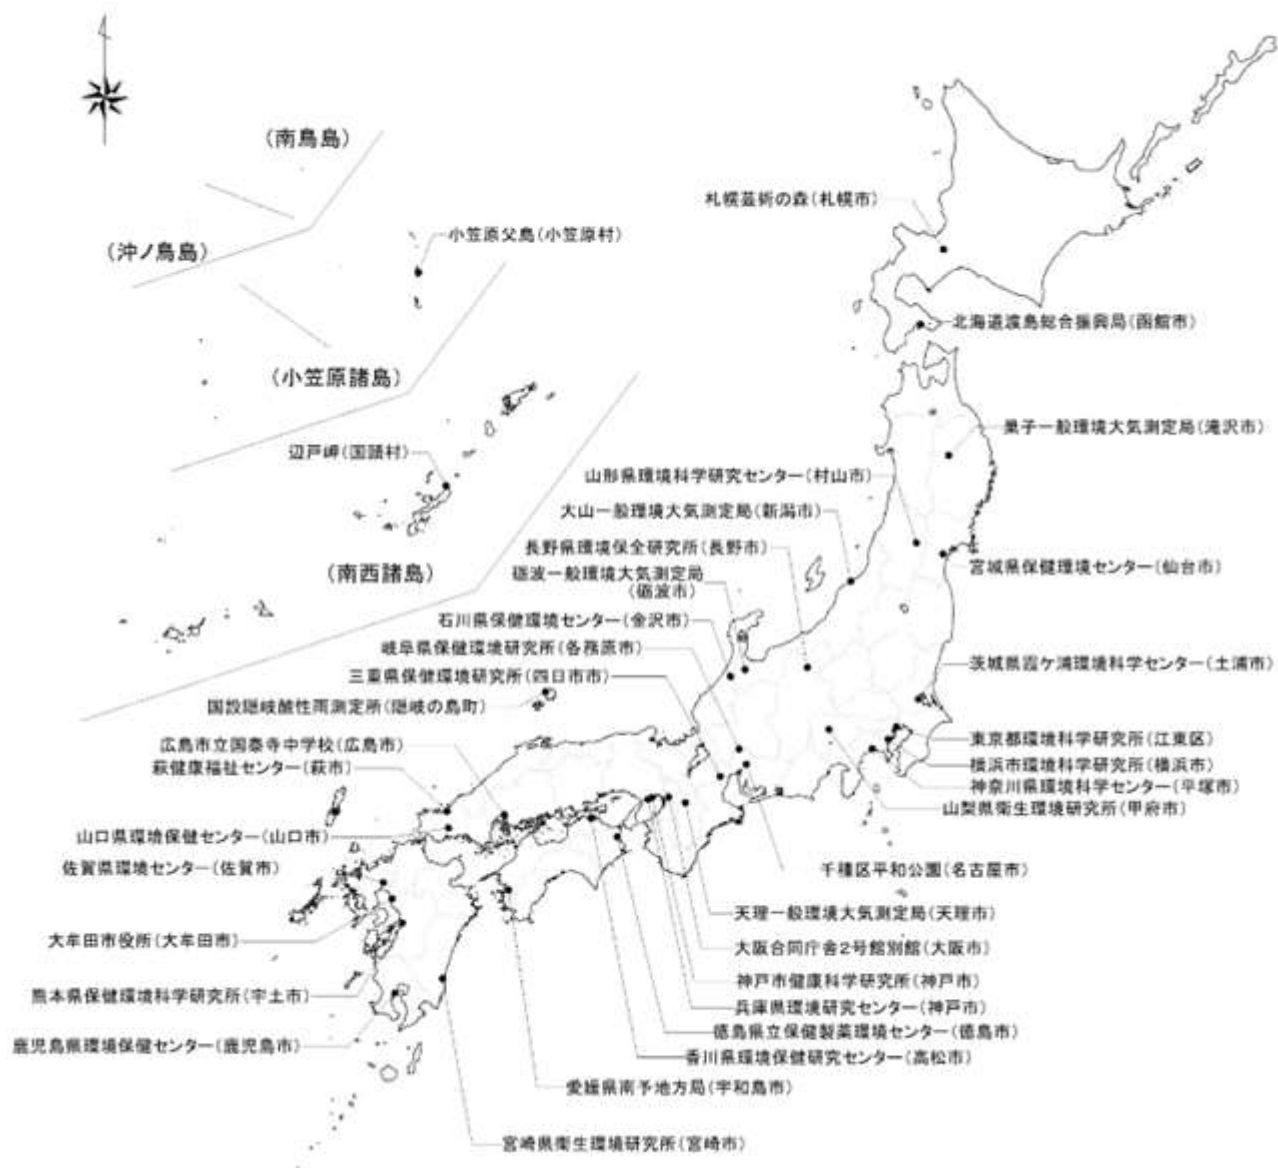 (南鳥島)
札幌芸術の森(札幌市)
小笠原父島(小笠原村)
(沖ノ鳥島)
北海道渡島総合振興局(函館市)
(小笠原諸島)
巣子一般環境大気測定局(滝沢市)
辺戸岬(国頭村)
山形県環境科学研究センター(村山市)
大山一般環境大気測定局(新潟市)
長野県環境保全研究所(長野市)
宮城県保健環境センター(仙台市)
(南西諸島)
砺波一般環境大気測定局
(砺波市)
石川県保健環境センター(金沢市)
岐阜県保健環境研究所(各務原市)
茨城県霞ケ浦環境科学センター(土浦市)
三重県保健環境研究所(四日市市)
国設隠岐酸性雨測定所(隠岐の島町)
東京都環境科学研究所(江東区)
広島市立国泰寺中学校(広島市)
横浜市環境科学研究所(横浜市)
萩健康福祉センター(萩市)
神奈川県環境科学センター(平塚市)
山梨県衛生環境研究所(甲府市)
山口県環境保健センター(山口市)
佐賀県環境センター(佐賀市)
千種区平和公園(名古屋市)
天理一般環境大気測定局(天理市)
大牟田市役所(大牟田市)
大阪合同庁舎2号館別館(大阪市)
神戸市健康科学研究所(神戸市)
熊本県保健環境科学研究所(宇土市)
兵庫県環境研究センター(神戸市)
徳島県立保健製薬環境センター(徳島市)
鹿児島県環境保健センター(鹿児島市)
香川県環境保健研究センター(高松市)
愛媛県南予地方局(宇和島市)
宮崎県衛生環境研究所(宮崎市)